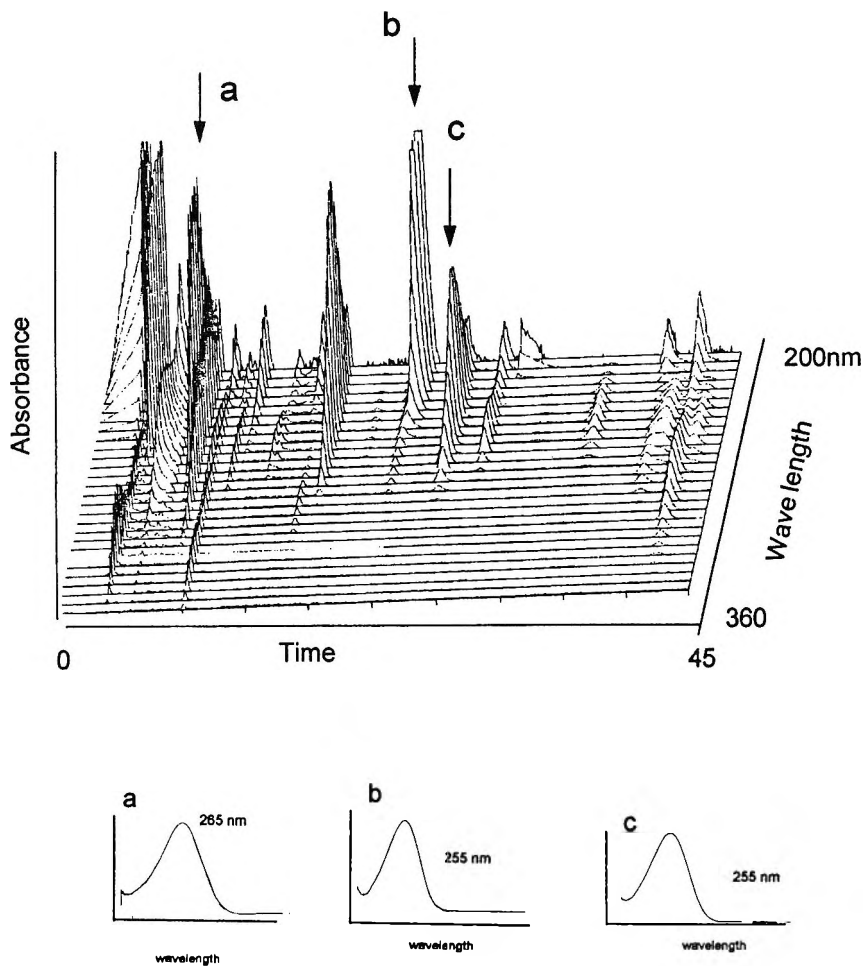 b
a
c
Absorbance
200nm
Wave length
360
0
Time
45
a
265 nm
wavelength
b
255 nm
wavelength
c
255 nm
wavelength